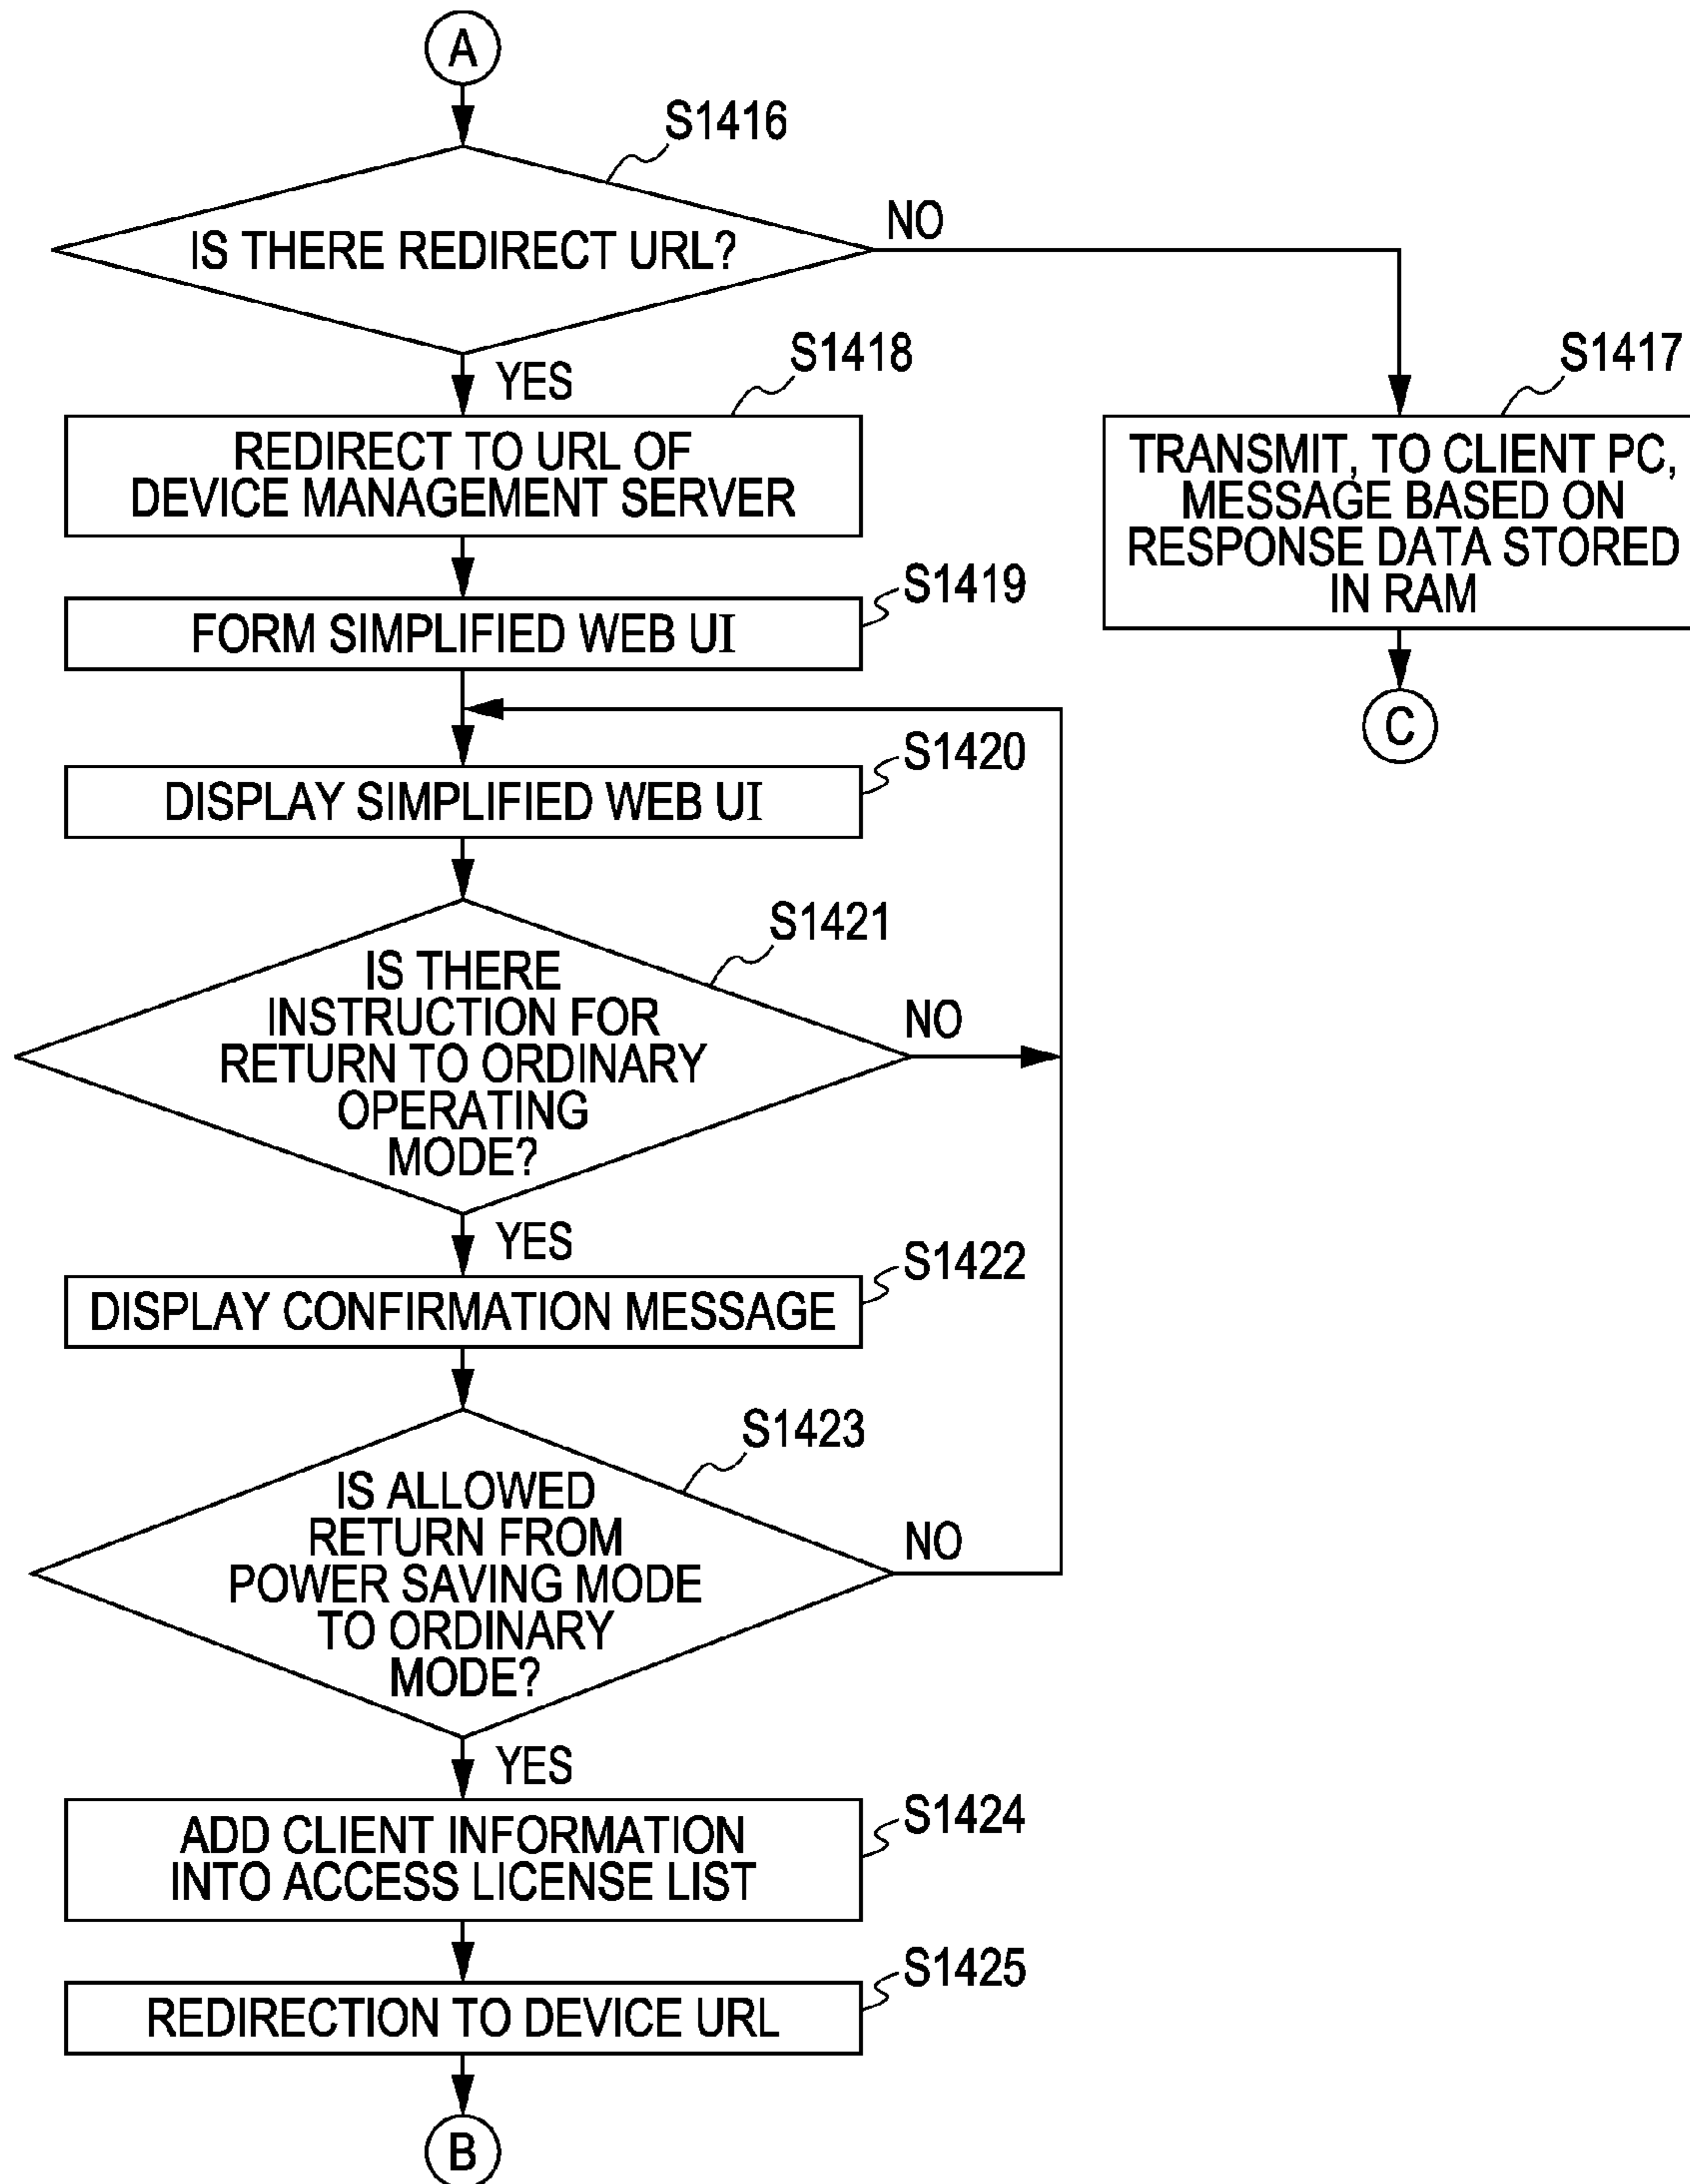 A
S1416
IS THERE REDIRECT URL?
NO
YES
S1418
REDIRECT TO URL OF
DEVICE MANAGEMENT SERVER
S1417
TRANSMIT, TO CLIENT PC,
MESSAGE BASED ON
RESPONSE DATA STORED
IN RAM
C
S1419
FORM SIMPLIFIED WEB UI
S1420
DISPLAY SIMPLIFIED WEB UI
S1421
IS THERE
INSTRUCTION FOR
RETURN TO ORDINARY
OPERATING
MODE?
NO
YES
S1422
DISPLAY CONFIRMATION MESSAGE
S1423
IS ALLOWED
RETURN FROM
POWER SAVING MODE
TO ORDINARY
MODE?
NO
YES
S1424
ADD CLIENT INFORMATION
INTO ACCESS LICENSE LIST
S1425
REDIRECTION TO DEVICE URL
B